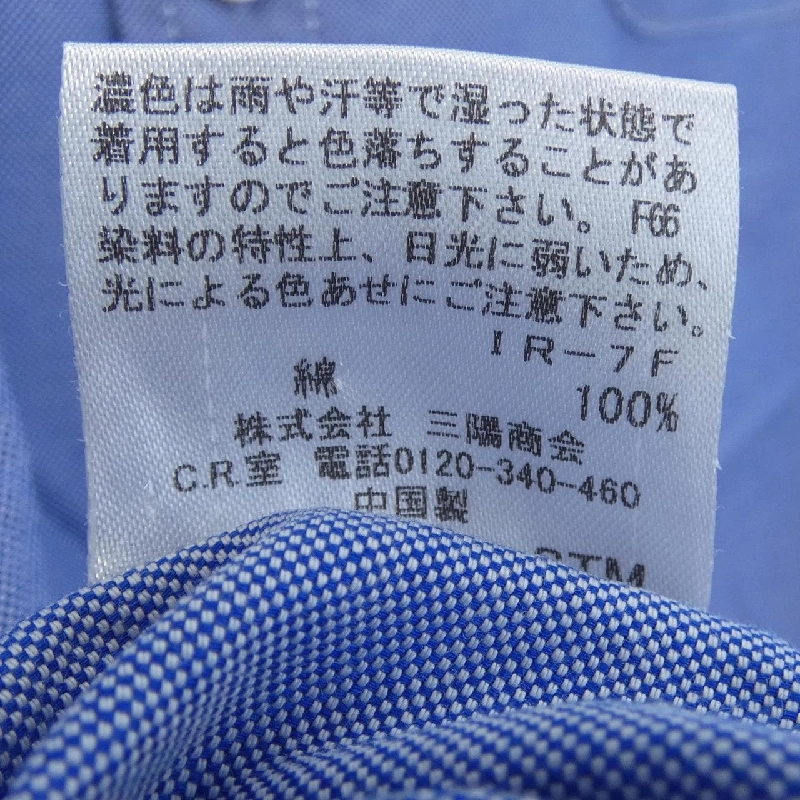 濃色は雨や汗等で湿った状態で
着用すると色落ちすることがあ
りますのでご注意下さい。 F66
染料の特性上、日光に弱いため、
光による色あせにご注意下さい。
IR-7F
綿 100%
株式会社 三陽商会
C.R.室 電話0120-340-460
中国製